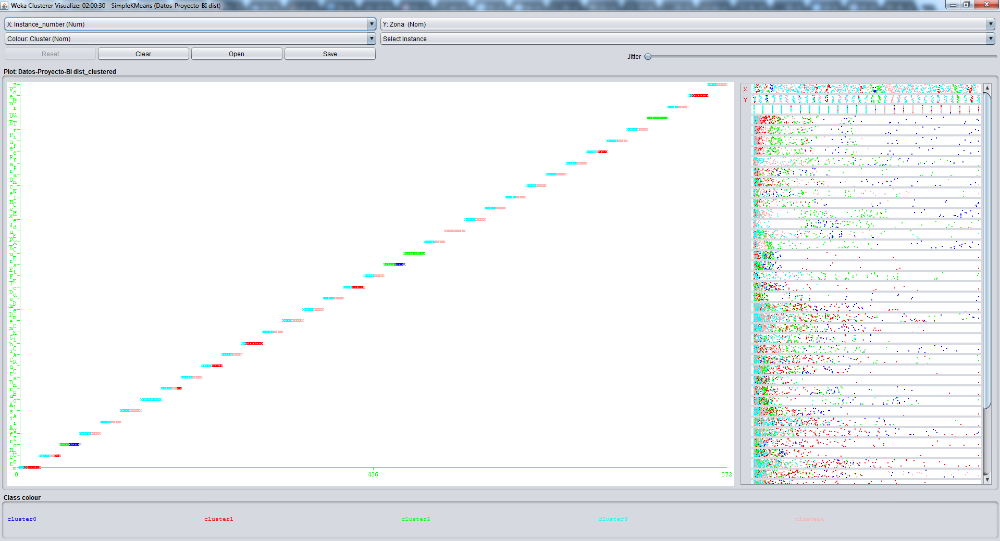 Weka Clusterer Visualize: 02:00:30 - SimpleKMeans (Datos-Proyecto-BI dist)
X: Instance_number (Num)
Y: Zona (Nom)
Colour: Cluster (Nom)
Select Instance
Reset
Clear
Open
Save
Jitter
Plot: Datos-Proyecto-BI dist_clustered
X
Y
0
436
872
Class colour
cluster0
cluster1
cluster2
cluster3
cluster4